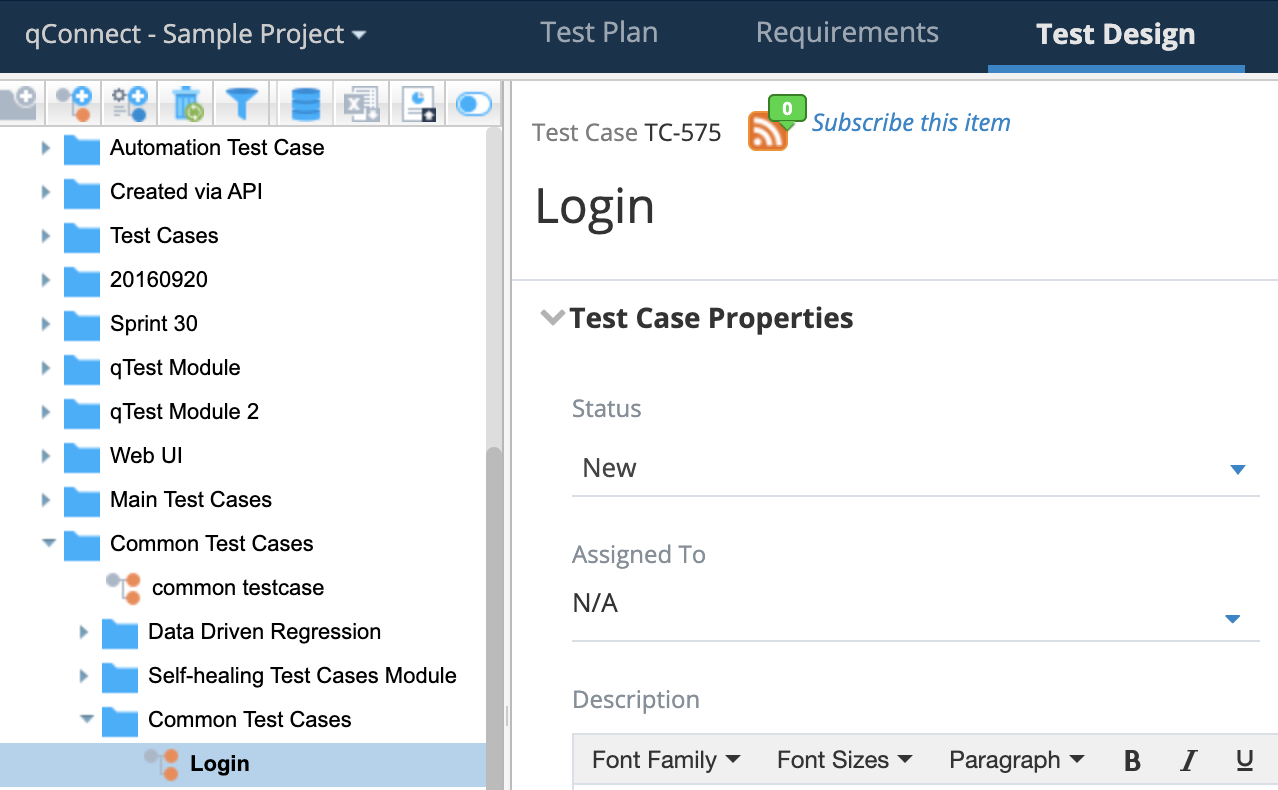 qConnect - Sample Project
Test Plan
Requirements
Test Design
Automation Test Case
Created via API
Test Cases
20160920
Sprint 30
qTest Module
qTest Module 2
Web UI
Main Test Cases
Common Test Cases
common testcase
Data Driven Regression
Self-healing Test Cases Module
Common Test Cases
Login
Test Case TC-575
0
Subscribe this item
Login
Test Case Properties
Status
New
Assigned To
N/A
Description
Font Family Font Sizes Paragraph B I U